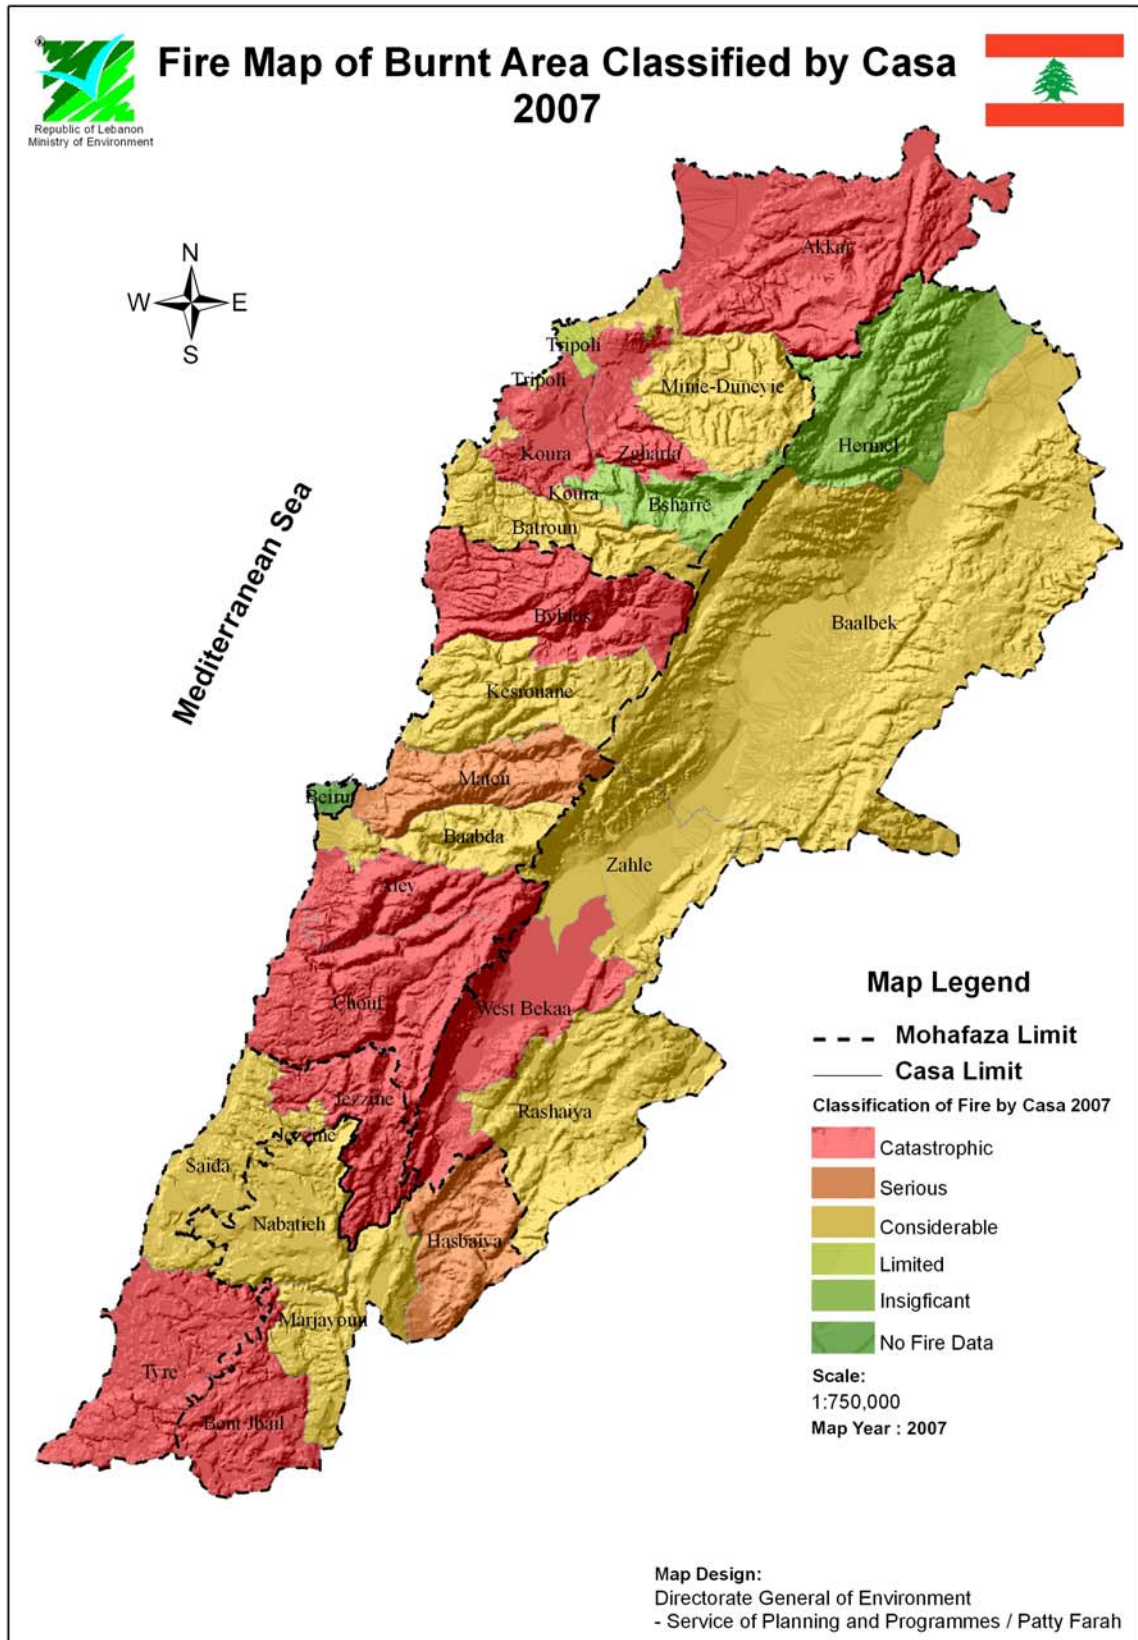 Fire Map of Burnt Area Classified by Casa
2007
®
Republic of Lebanon
Ministry of Environment
N
W E
S
Mediterranean Sea
Akkar
Tripoli
Tripoli
Minie-Duneyie
Koura
Zgharta
Hermel
Koura
Bsharre
Batroun
Byblos
Baalbek
Kesrouane
Maten
Beirut
Baabda
Zahle
Aley
Chouf
West Bekaa
Jezzine
Rashaiya
Jezzine
Saida
Nabatieh
Hasbaiya
Marjayoun
Tyre
Bent Jbail
Map Legend
Mohafaza Limit
Casa Limit
Classification of Fire by Casa 2007
Catastrophic
Serious
Considerable
Limited
Insigficant
No Fire Data
Scale:
1:750,000
Map Year : 2007
Map Design:
Directorate General of Environment
- Service of Planning and Programmes / Patty Farah